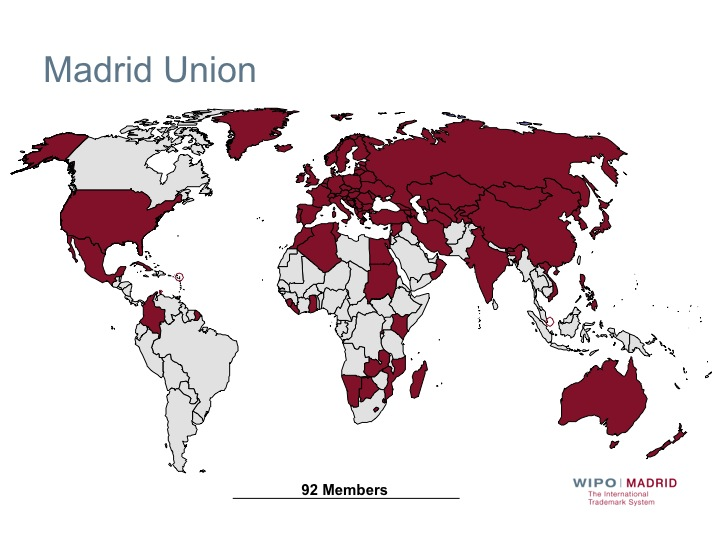 Madrid Union
92 Members
WIPO | MADRID
The International
Trademark System